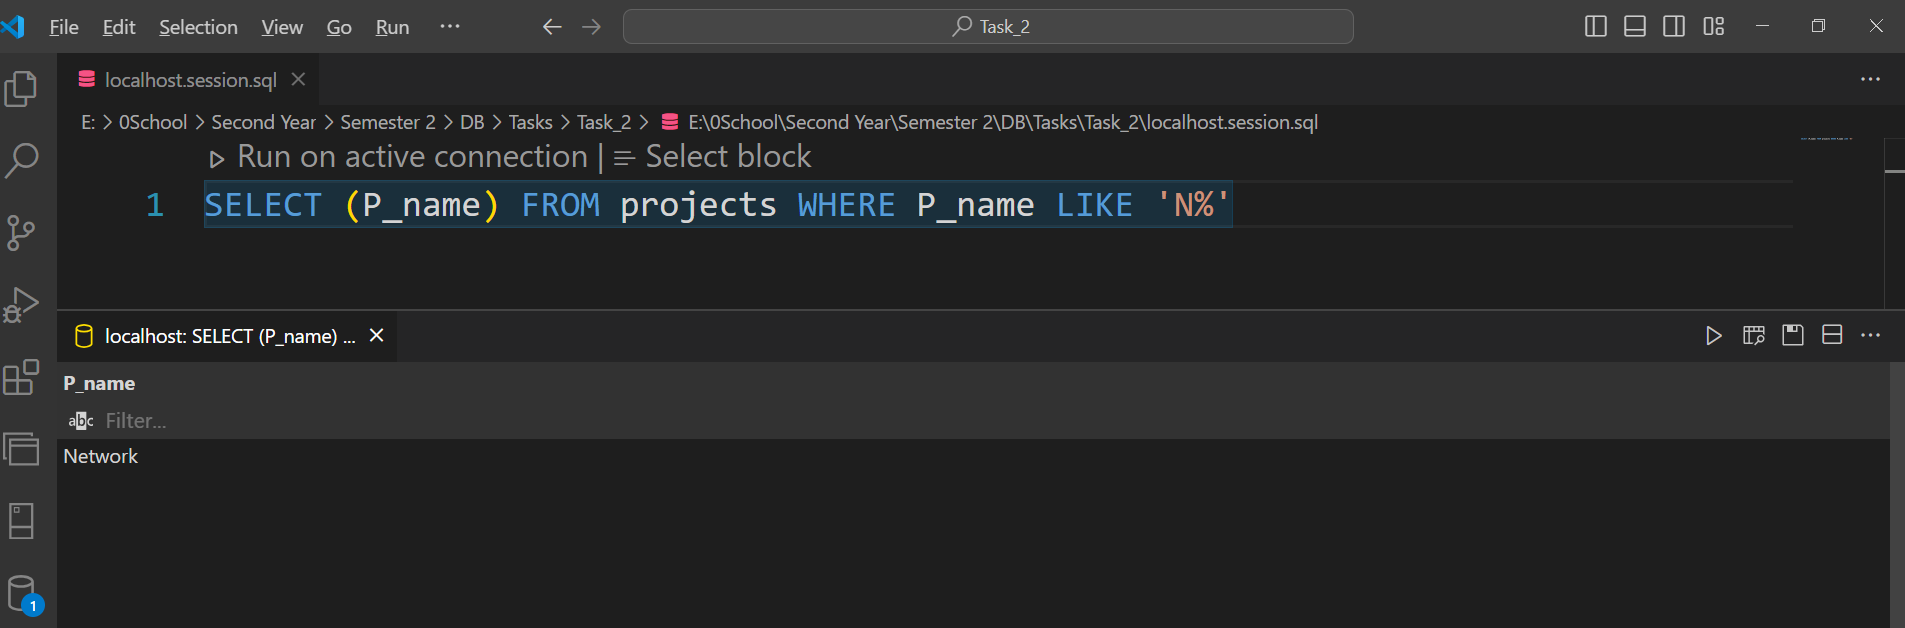 File Edit Selection View Go Run ··· Task_2
localhost.session.sql ···
E: > 0School > Second Year > Semester 2 > DB > Tasks > Task_2 > E:\0School\Second Year\Semester 2\DB\Tasks\Task_2\localhost.session.sql
Run on active connection | Select block
1 SELECT (P_name) FROM projects WHERE P_name LIKE 'N%'
localhost: SELECT (P_name) ... ···
P_name
abc Filter...
Network
1